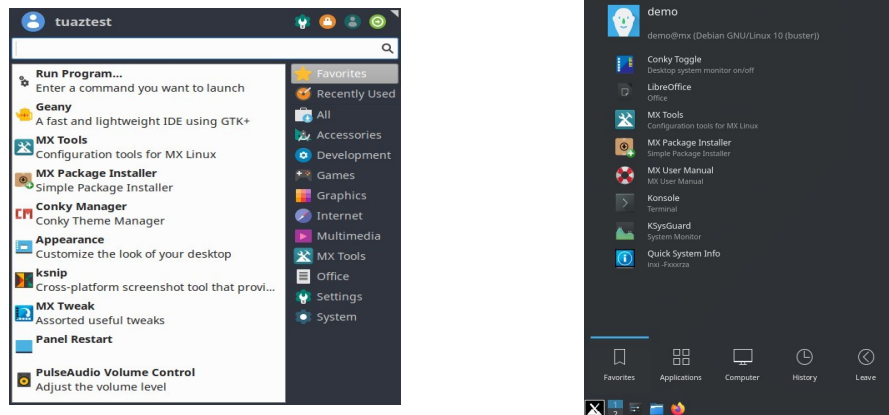 tuaztest
Run Program...
Enter a command you want to launch
Geany
A fast and lightweight IDE using GTK+
MX Tools
Configuration tools for MX Linux
MX Package Installer
Simple Package Installer
Conky Manager
Conky Theme Manager
Appearance
Customize the look of your desktop
ksnip
Cross-platform screenshot tool that provi...
MX Tweak
Assorted useful tweaks
Panel Restart
PulseAudio Volume Control
Adjust the volume level
Favorites
Recently Used
All
Accessories
Development
Games
Graphics
Internet
Multimedia
MX Tools
Office
Settings
System
demo
demo@mx (Debian GNU/Linux 10 (buster))
Conky Toggle
Desktop system monitor on/off
LibreOffice
Office
MX Tools
Configuration tools for MX Linux
MX Package Installer
Simple Package Installer
MX User Manual
MX User Manual
Konsole
Terminal
KSysGuard
System Monitor
Quick System Info
inxi -Fxxxrza
Favorites
Applications
Computer
History
Leave
1
2